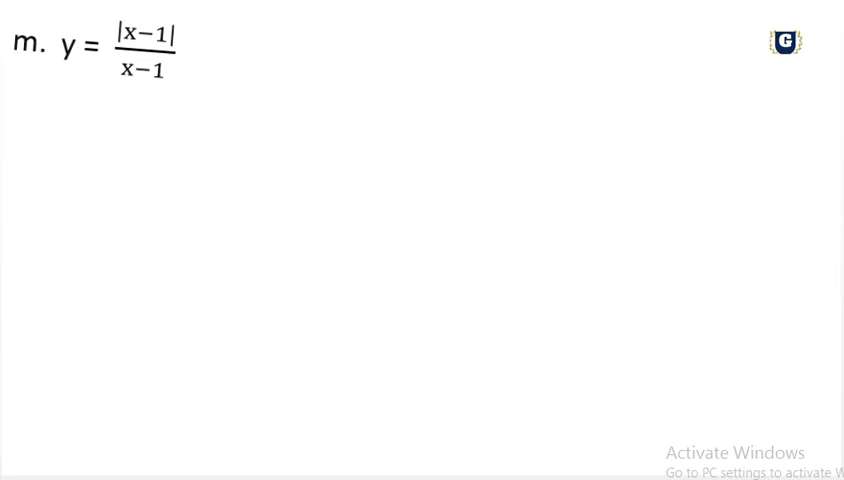 m. y = |x−1| / x−1
G
Activate Windows
Go to PC settings to activate W